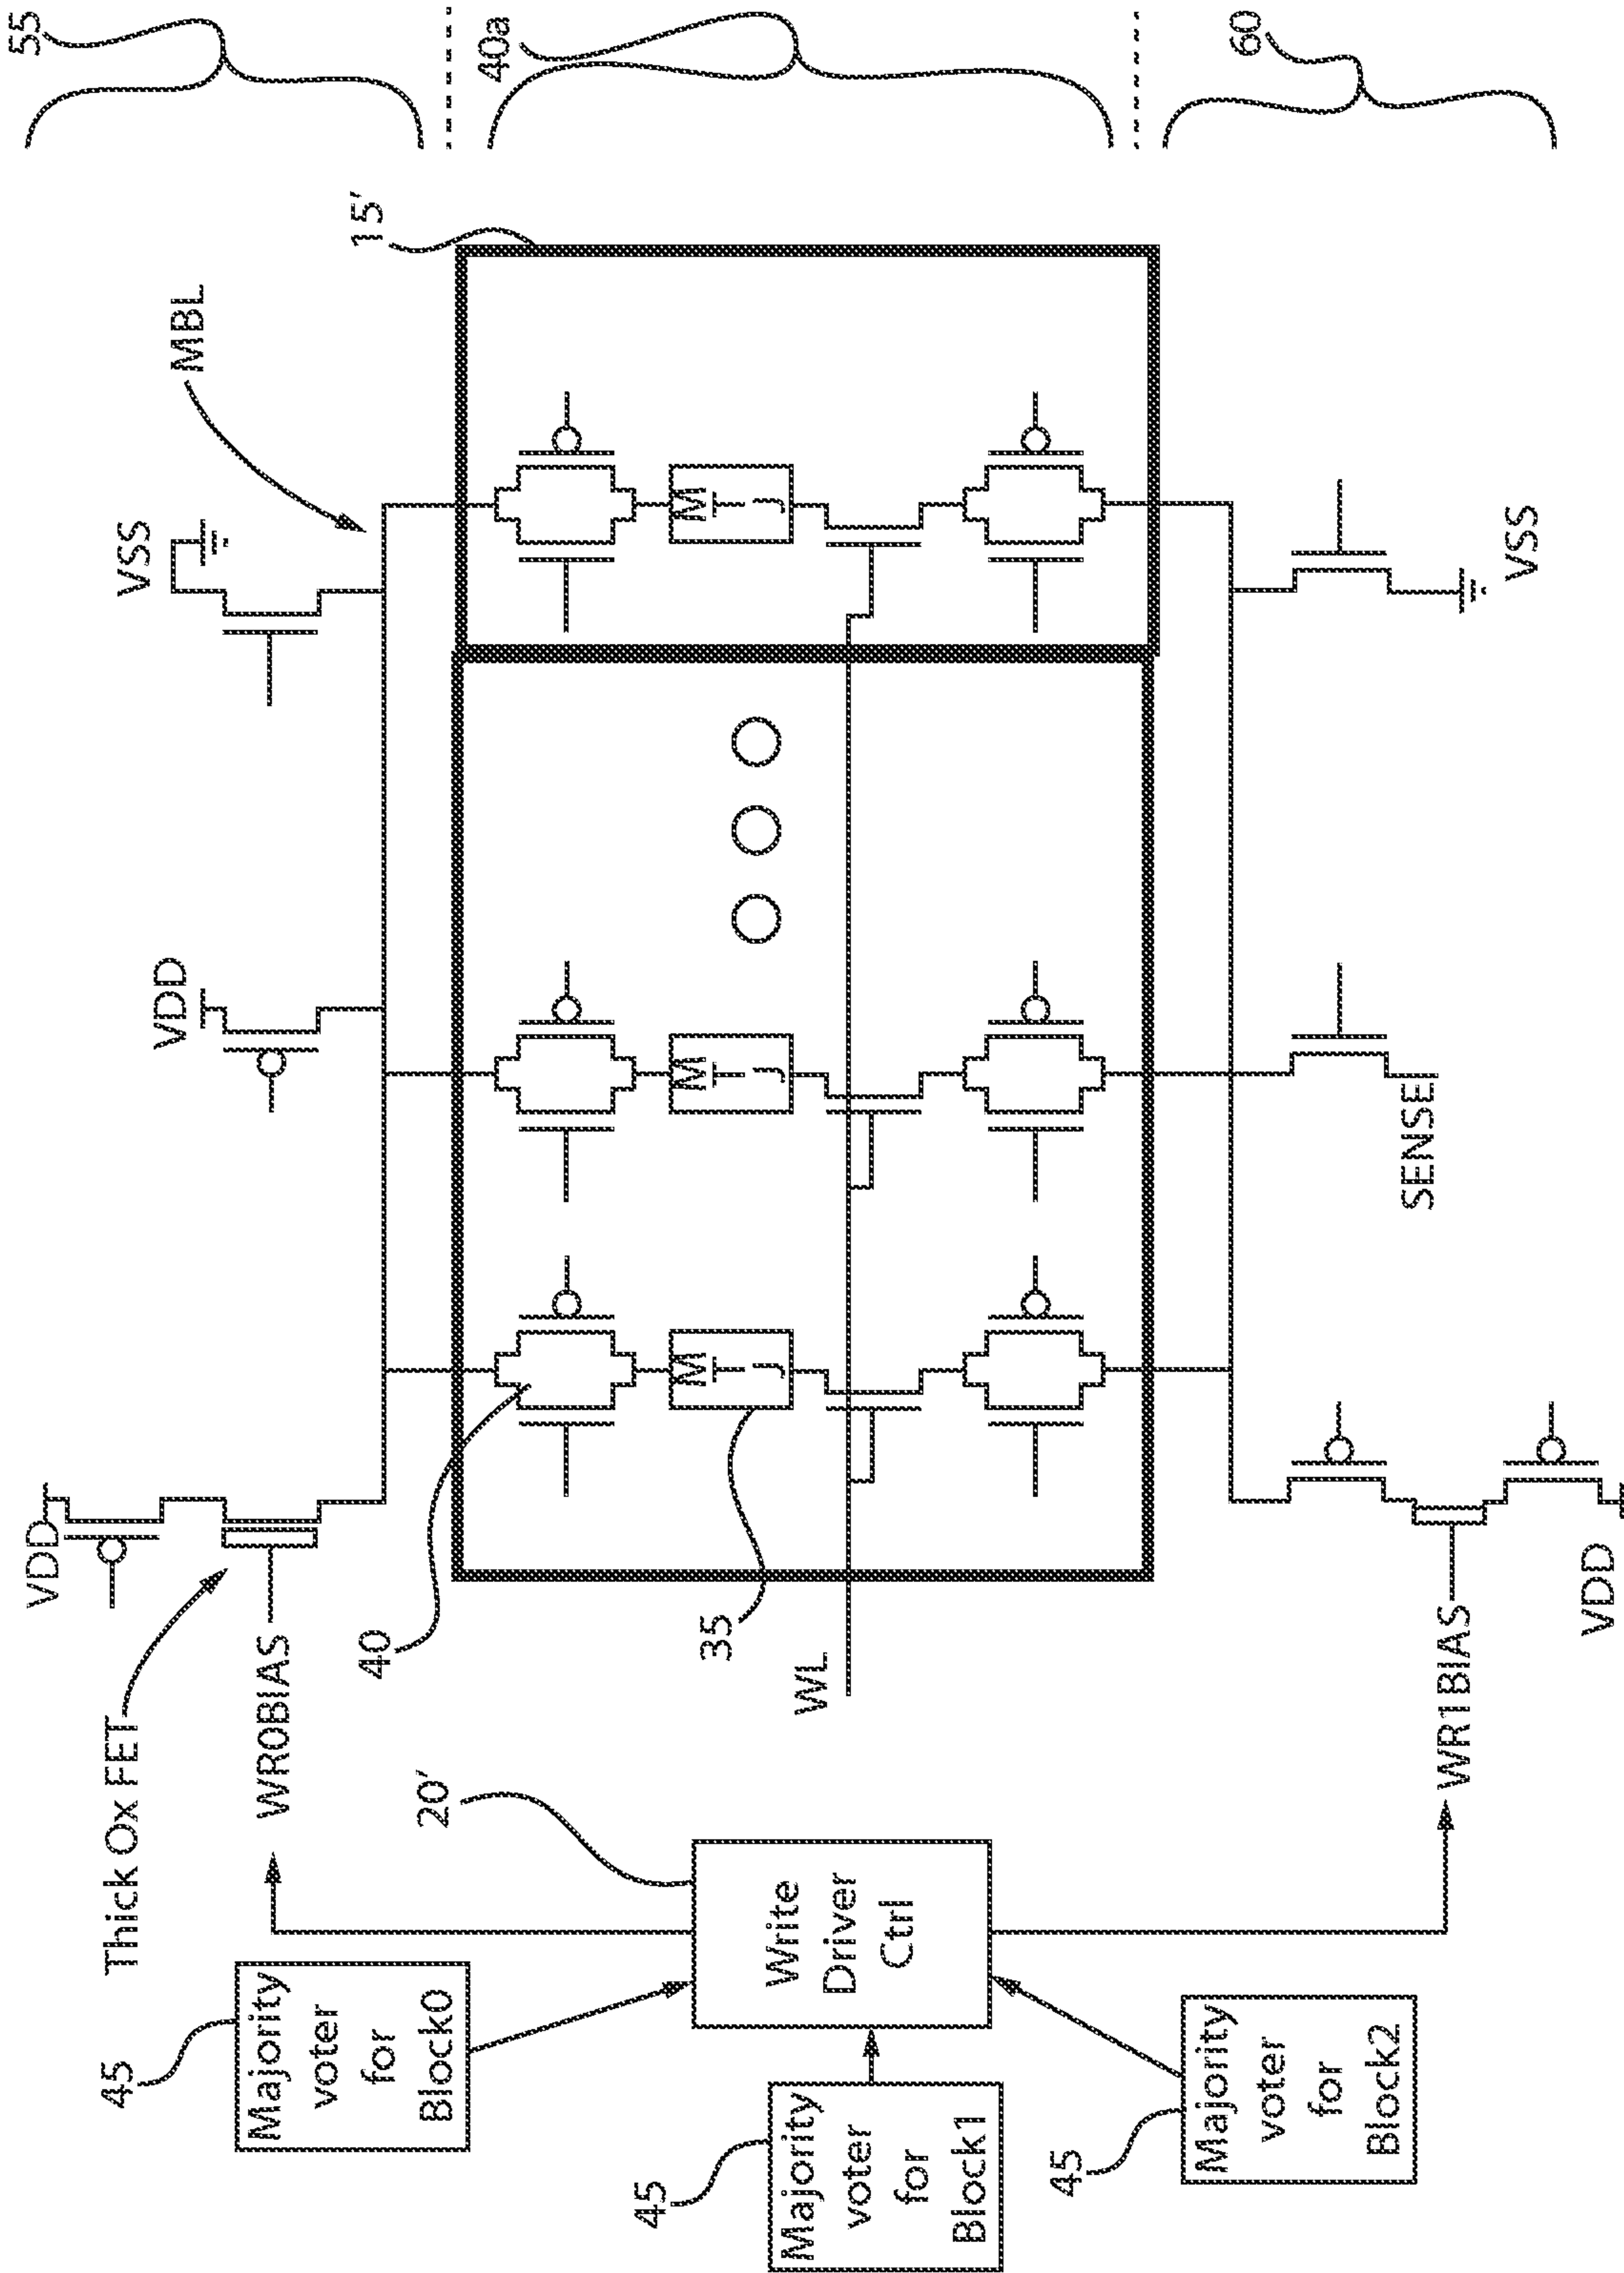 VDD
55
45
Thick Ox FET
VSS
VDD
MBL
Majority
voter
for
Block0
WR0BIAS
15'
40
20'
40a
45
35
M
T
J
M
T
J
M
T
J
Majority
voter
for
Block1
Write
Driver
Ctrl
WL
45
Majority
voter
for
Block2
60
SENSE
WR1BIAS
VSS
VDD